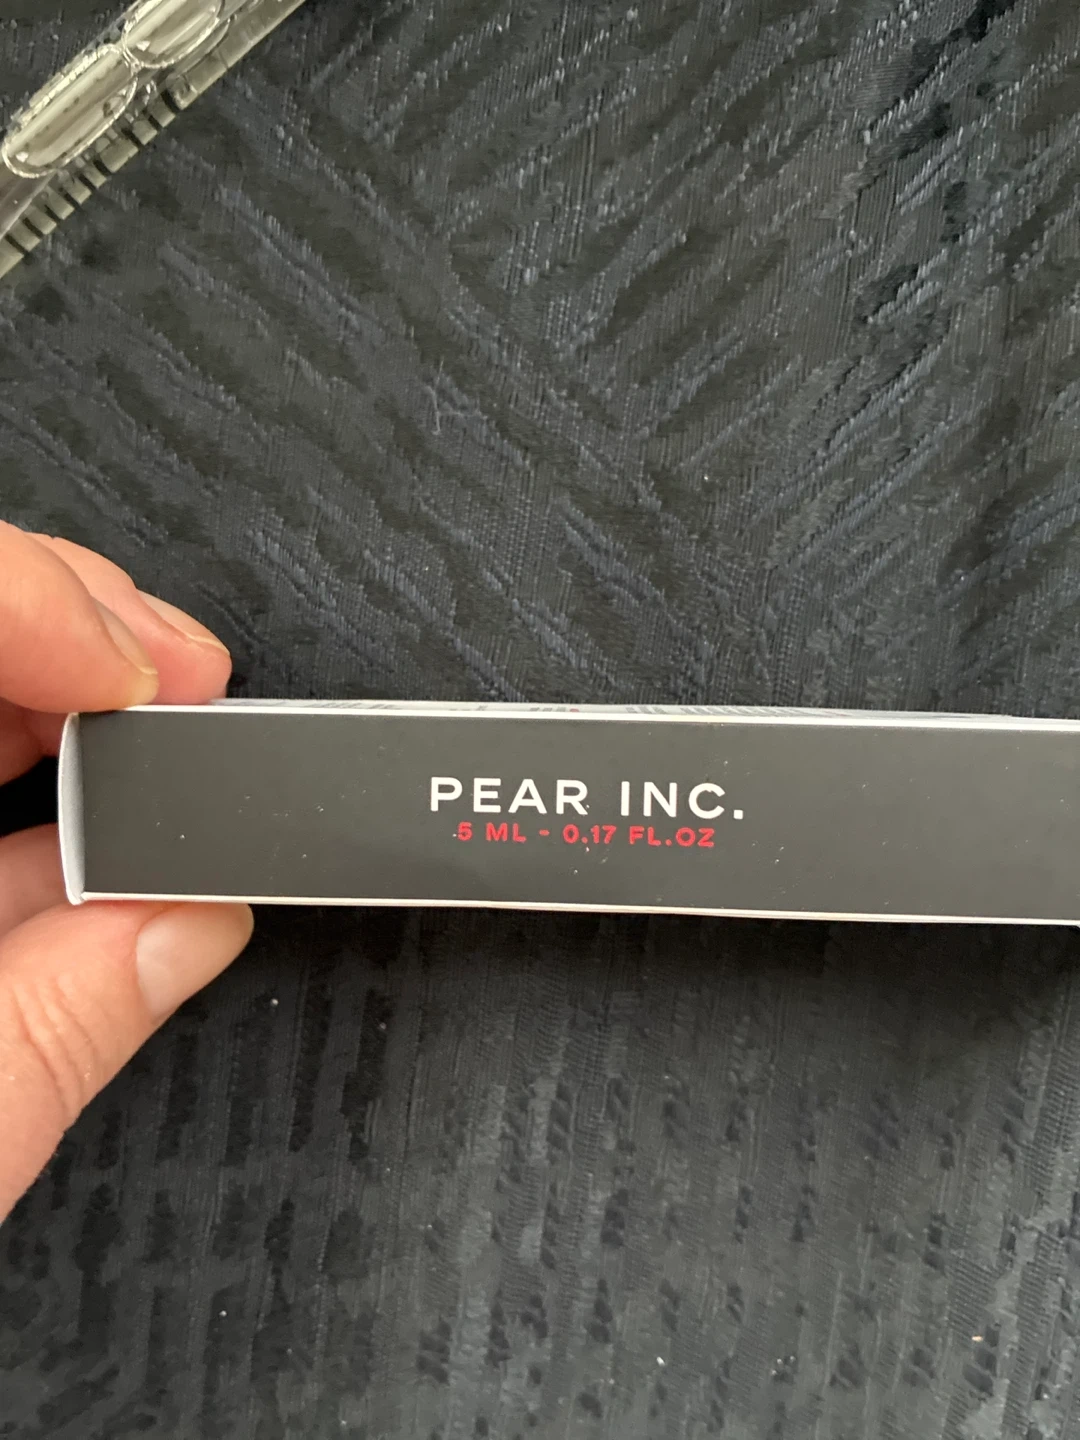 PEAR INC.
5 ML - 0.17 FL.OZ